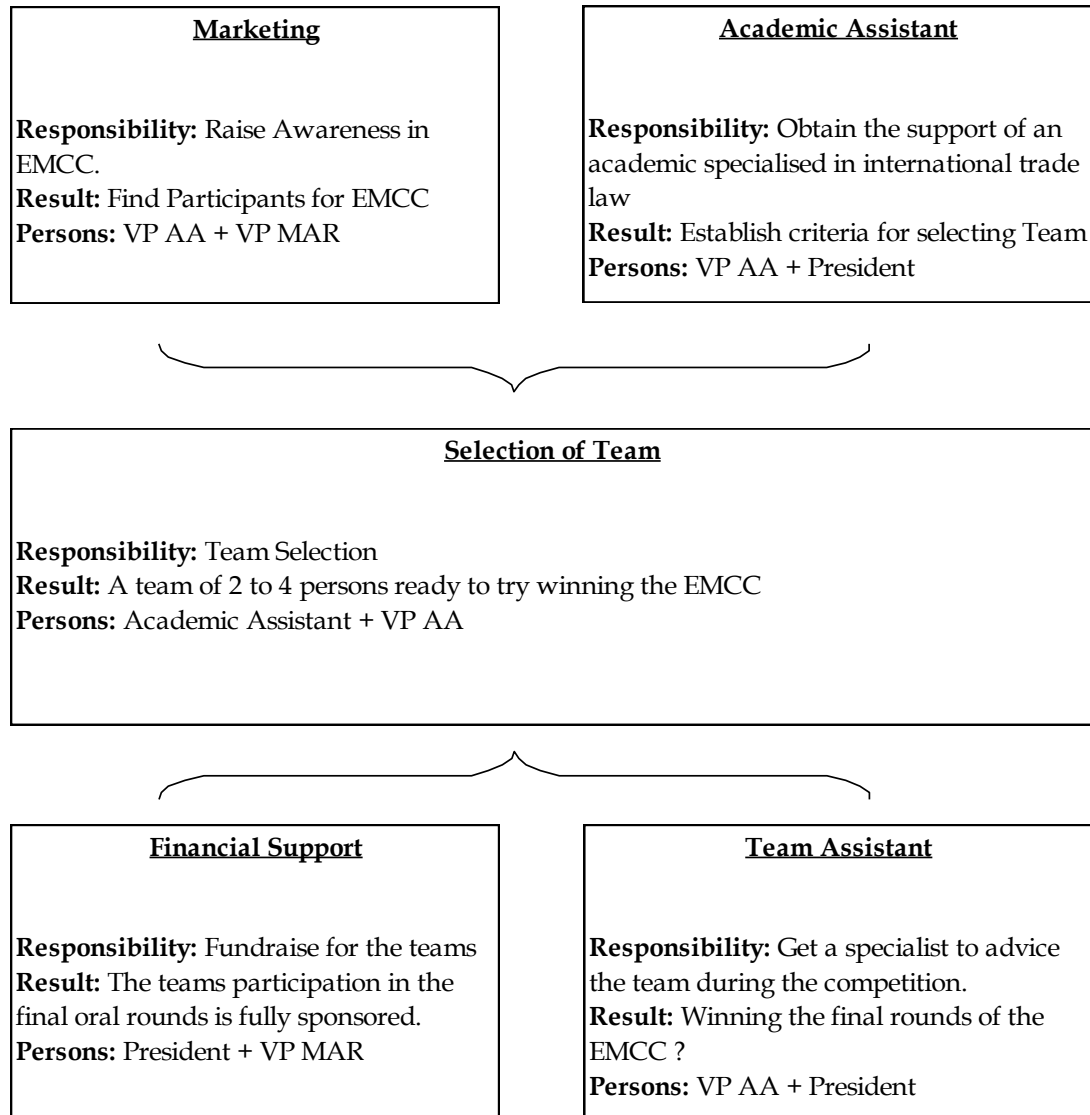 Marketing
Responsibility: Raise Awareness in
EMCC.
Result: Find Participants for EMCC
Persons: VP AA + VP MAR
Academic Assistant
Responsibility: Obtain the support of an
academic specialised in international trade
law
Result: Establish criteria for selecting Team
Persons: VP AA + President
Selection of Team
Responsibility: Team Selection
Result: A team of 2 to 4 persons ready to try winning the EMCC
Persons: Academic Assistant + VP AA
Financial Support
Responsibility: Fundraise for the teams
Result: The teams participation in the
final oral rounds is fully sponsored.
Persons: President + VP MAR
Team Assistant
Responsibility: Get a specialist to advice
the team during the competition.
Result: Winning the final rounds of the
EMCC ?
Persons: VP AA + President